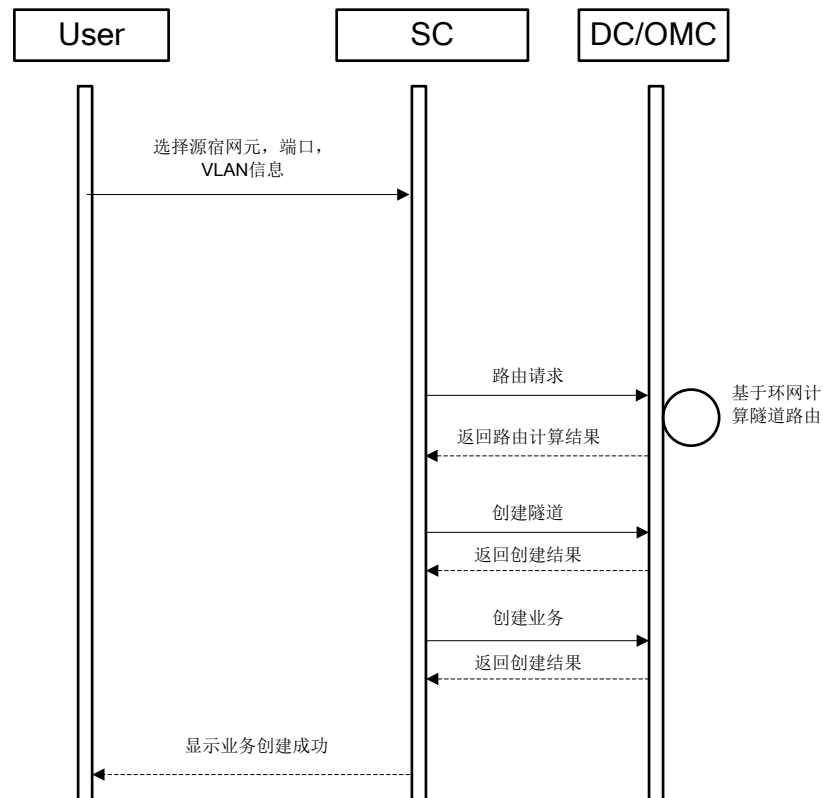 User
SC
DC/OMC
选择源宿网元，端口，
VLAN信息
路由请求
基于环网计
算隧道路由
返回路由计算结果
创建隧道
返回创建结果
创建业务
返回创建结果
显示业务创建成功